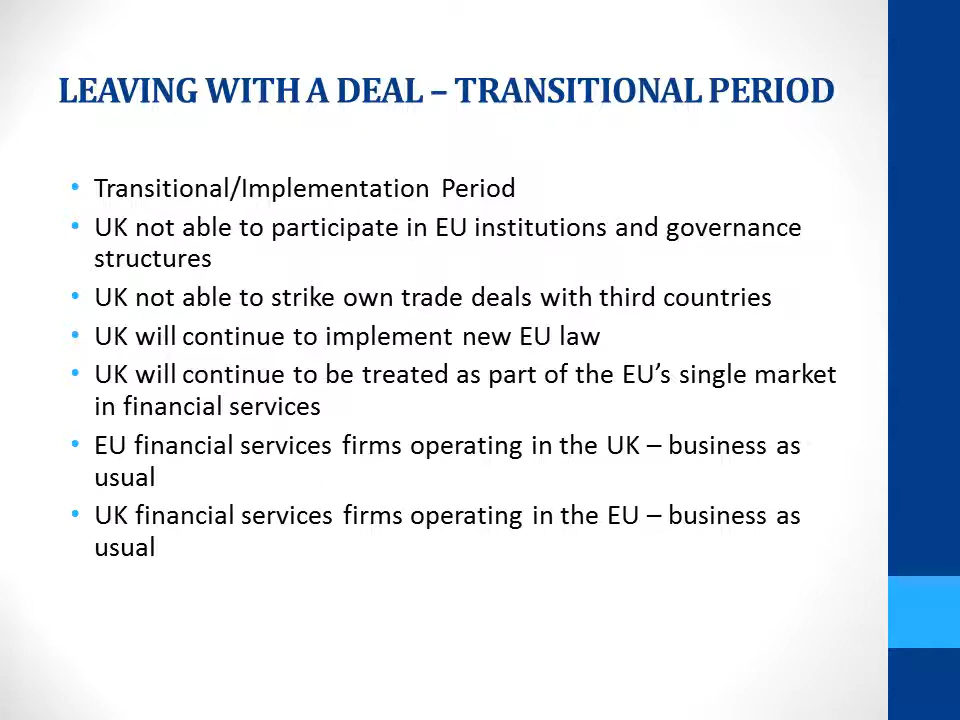 LEAVING WITH A DEAL – TRANSITIONAL PERIOD
• Transitional/Implementation Period
• UK not able to participate in EU institutions and governance
structures
• UK not able to strike own trade deals with third countries
• UK will continue to implement new EU law
• UK will continue to be treated as part of the EU’s single market
in financial services
• EU financial services firms operating in the UK – business as
usual
• UK financial services firms operating in the EU – business as
usual